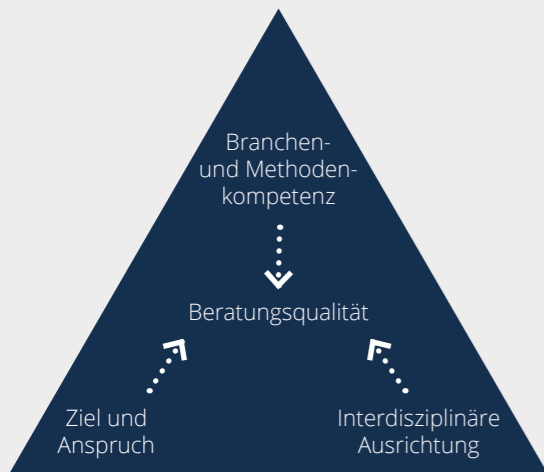 Branchen-
und Methoden-
kompetenz
Beratungsqualität
Ziel und
Anspruch
Interdisziplinäre
Ausrichtung